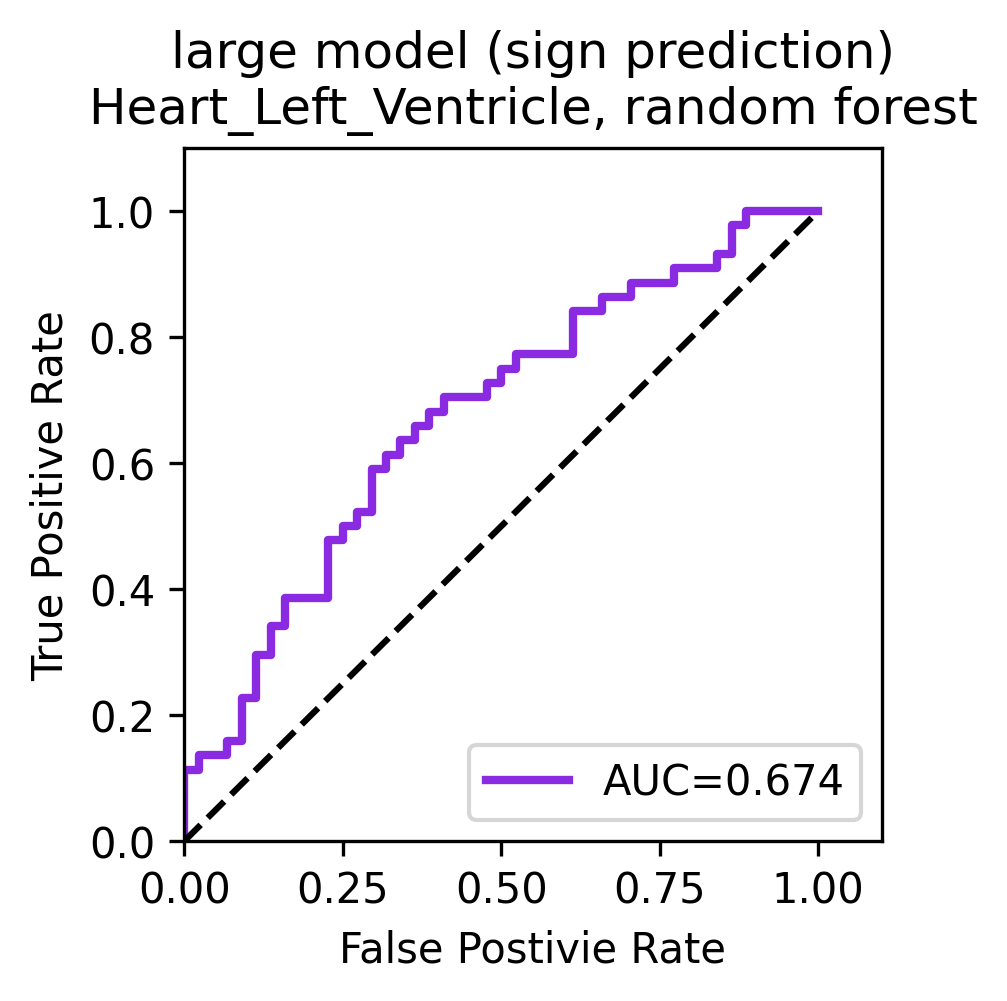 large model (sign prediction)
Heart_Left_Ventricle, random forest
True Positive Rate
1.0
0.8
0.6
0.4
0.2
0.0
AUC=0.674
0.00 0.25 0.50 0.75 1.00
False Postivie Rate